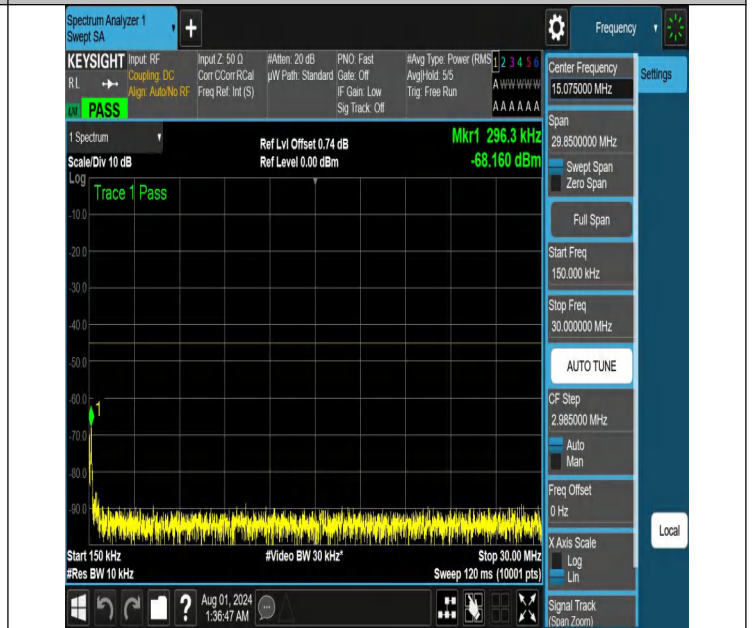 Spectrum Analyzer 1
Swept SA
Frequency
KEYSIGHT
RL
PASS
Input: RF
Coupling: DC
Align: Auto/No RF
Input Z: 50 Ω
Corr CCorr RCal
Freq Ref: Int (S)
#Atten: 20 dB
µW Path: Standard
PNO: Fast
Gate: Off
IF Gain: Low
Sig Track: Off
#Avg Type: Power (RMS
Avg|Hold: 5/5
Trig: Free Run
1 2 3 4 5 6
A W W W W W
A A A A A A
1 Spectrum
Scale/Div 10 dB
Ref Lvl Offset 0.74 dB
Ref Level 0.00 dBm
Mkr1 296.3 kHz
-68.160 dBm
Log
Trace 1 Pass
-10.0
-20.0
-30.0
-40.0
-50.0
-60.0
1
-70.0
-80.0
-90.0
Start 150 kHz
#Video BW 30 kHz*
Stop 30.00 MHz
#Res BW 10 kHz
Sweep 120 ms (10001 pts)
?
Aug 01, 2024
1:36:47 AM
Center Frequency
15.075000 MHz
Settings
Span
29.8500000 MHz
Swept Span
Zero Span
Full Span
Start Freq
150.000 kHz
Stop Freq
30.000000 MHz
AUTO TUNE
CF Step
2.985000 MHz
Auto
Man
Freq Offset
0 Hz
X Axis Scale
Log
Lin
Local
Signal Track
(Span Zoom)